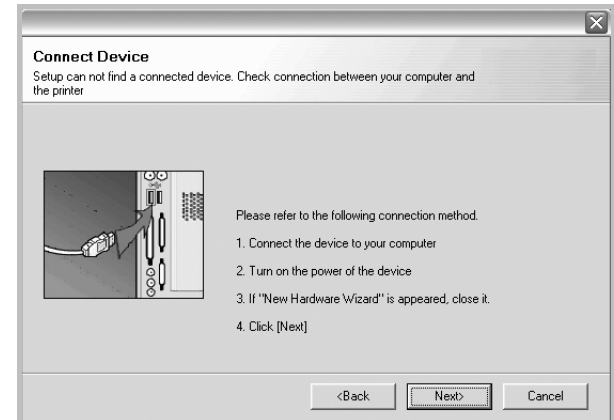 Connect Device
Setup can not find a connected device. Check connection between your computer and
the printer
Please refer to the following connection method.
1. Connect the device to your computer
2. Turn on the power of the device
3. If "New Hardware Wizard" is appeared, close it.
4. Click [Next]
<Back Next> Cancel